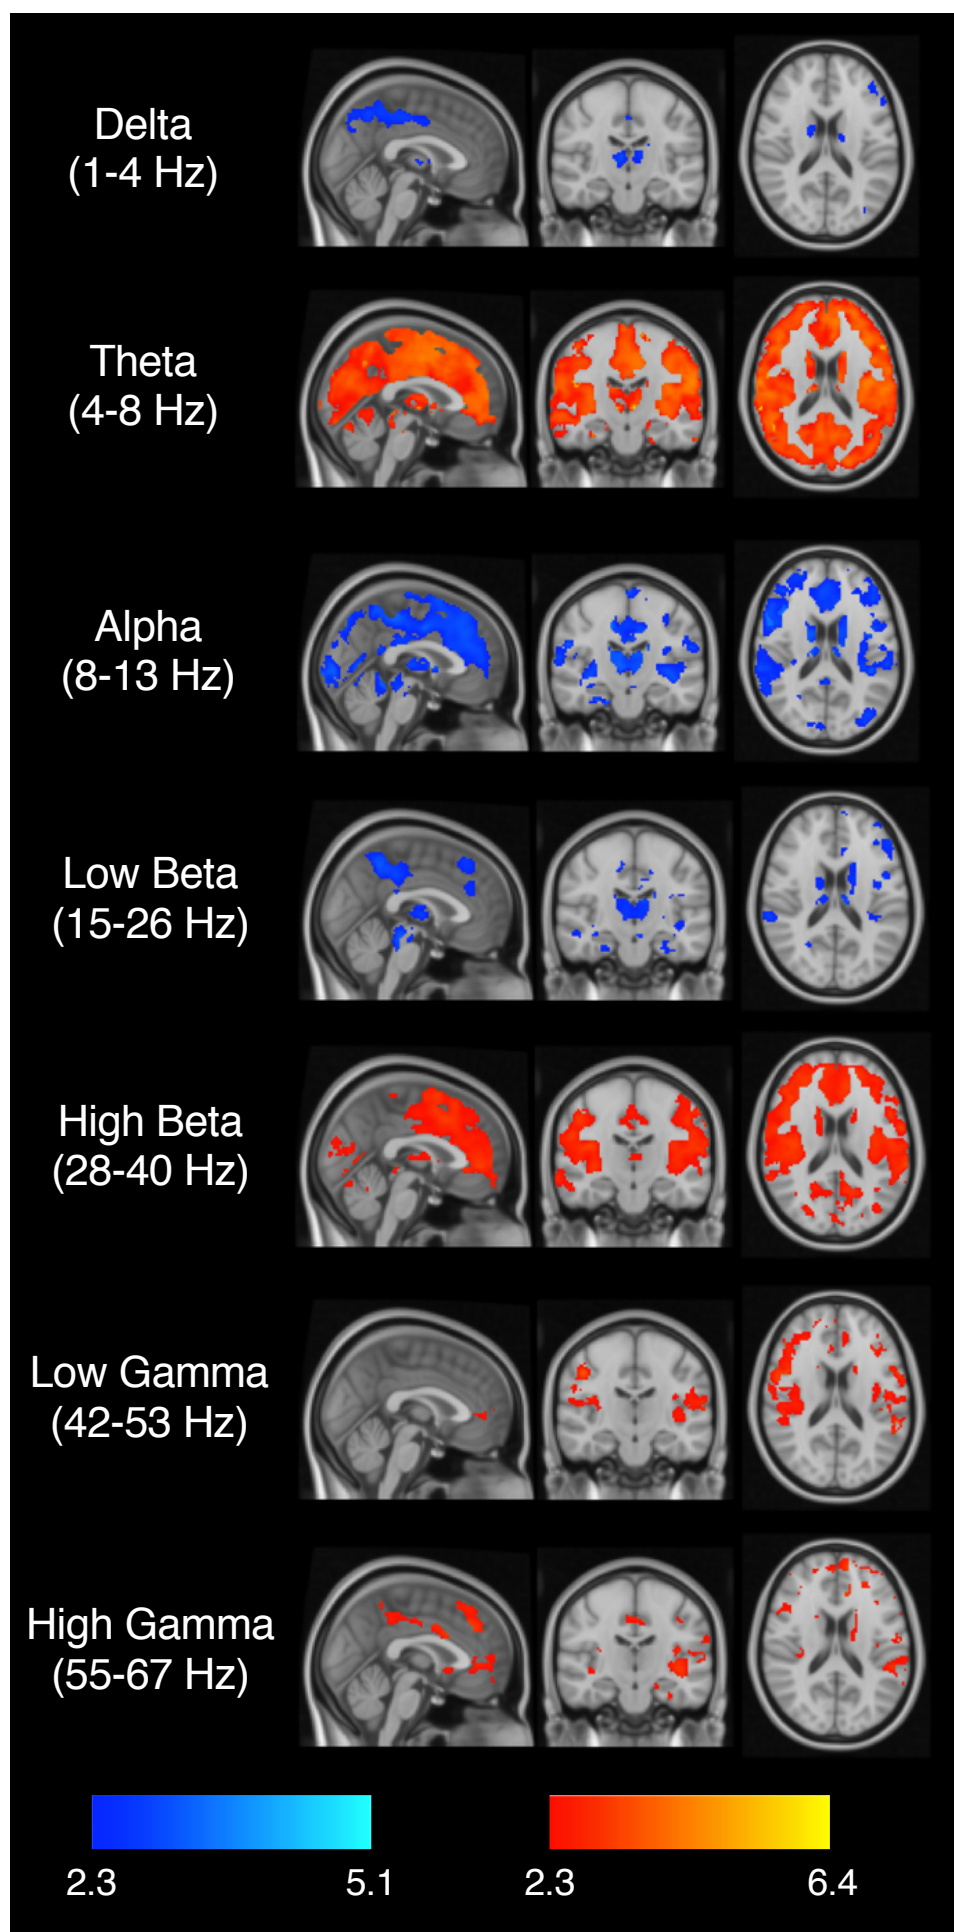 Delta
(1-4 Hz)
Theta
(4-8 Hz)
Alpha
(8-13 Hz)
Low Beta
(15-26 Hz)
High Beta
(28-40 Hz)
Low Gamma
(42-53 Hz)
High Gamma
(55-67 Hz)
2.3 5.1 2.3 6.4